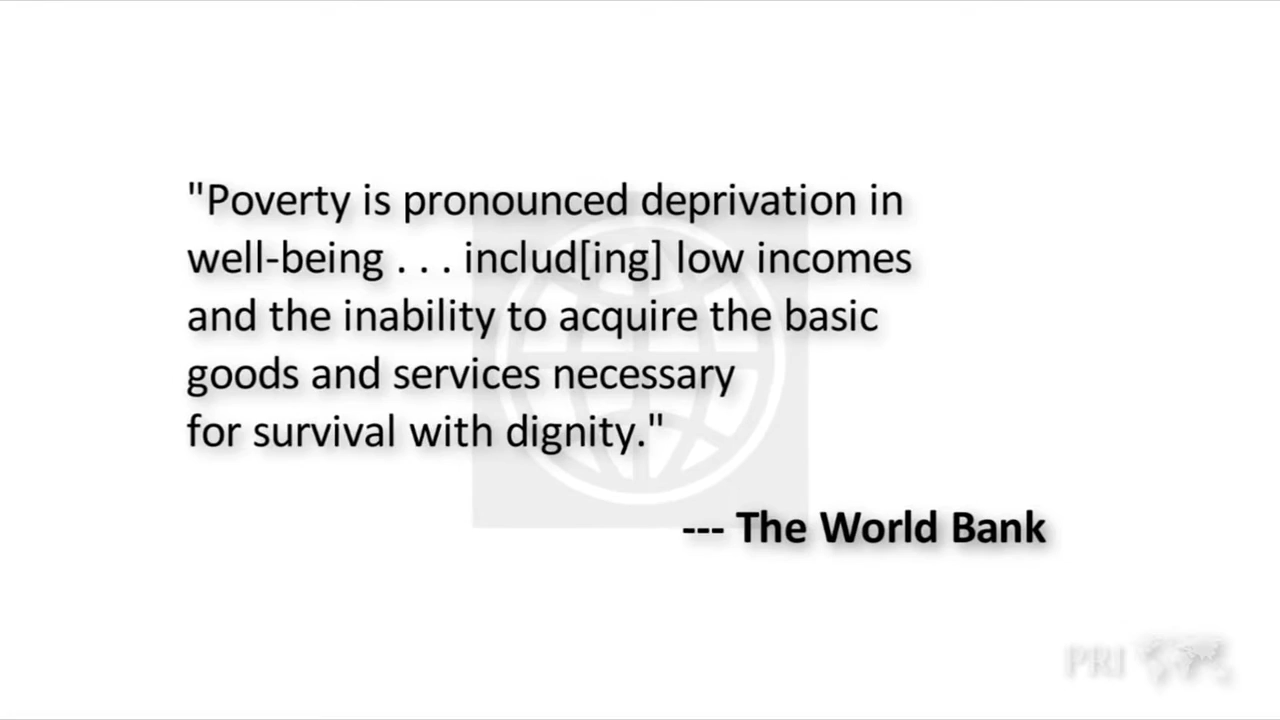 "Poverty is pronounced deprivation in
well-being . . . includ[ing] low incomes
and the inability to acquire the basic
goods and services necessary
for survival with dignity."
--- The World Bank
PRI